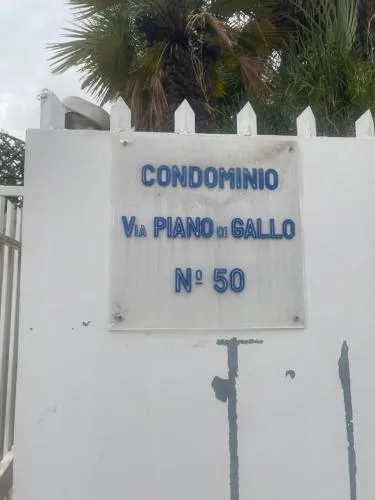 CONDOMINIO
VIA PIANO DI GALLO
Nº 50